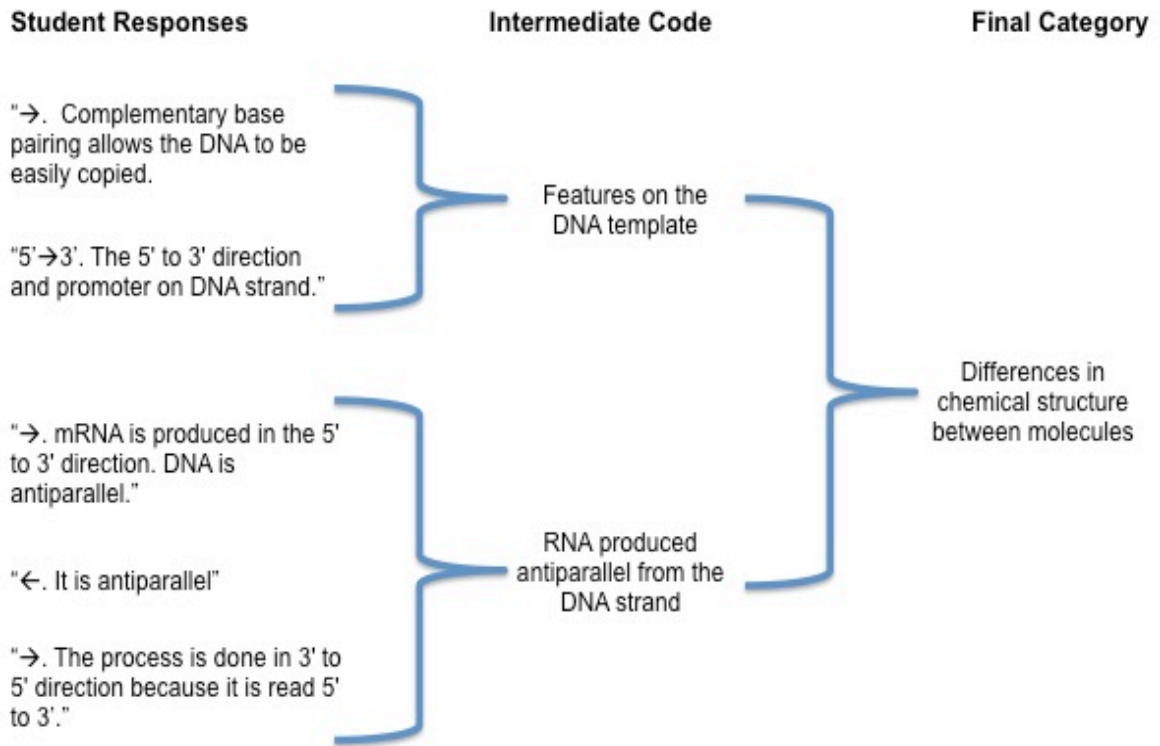 Student Responses
Intermediate Code
Final Category
“→.  Complementary base
pairing allows the DNA to be
easily copied.
“5’→3’. The 5' to 3' direction
and promoter on DNA strand.”
Features on the
DNA template
“→. mRNA is produced in the 5'
to 3' direction. DNA is
antiparallel.”
“←. It is antiparallel”
“→. The process is done in 3' to
5' direction because it is read 5'
to 3’.”
RNA produced
antiparallel from the
DNA strand
Differences in
chemical structure
between molecules